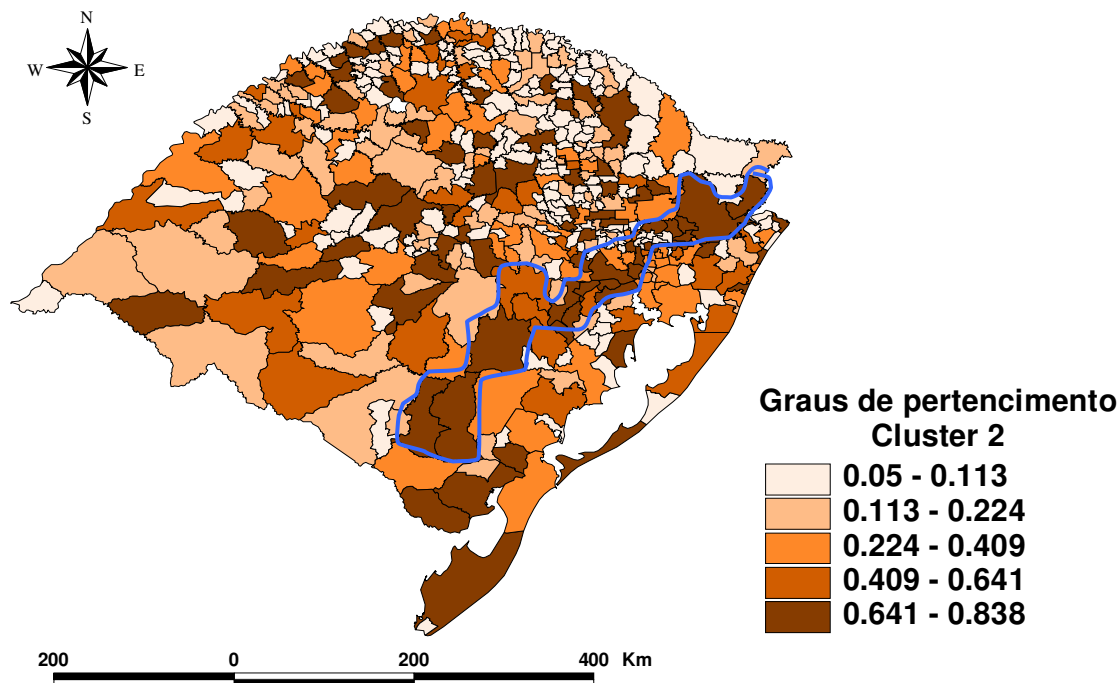 N
W
E
S
Graus de pertencimento
Cluster 2
0.05 - 0.113
0.113 - 0.224
0.224 - 0.409
0.409 - 0.641
0.641 - 0.838
200 0 200 400 Km